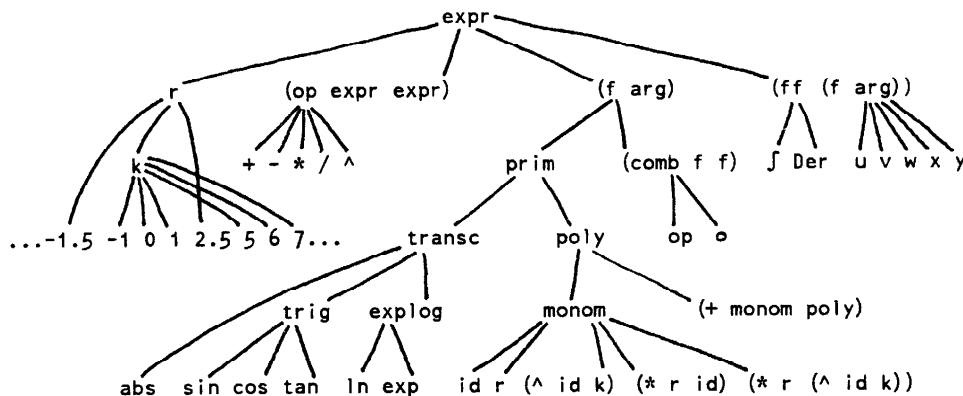 expr
r (op expr expr) (f arg) (ff (f arg))
k + - * / ^ prim (comb f f) ∫ Der u v w x y
...-1.5 -1 0 1 2.5 5 6 7... transc poly op o
trig explog monom (+ monom poly)
abs sin cos tan ln exp id r (^ id k) (* r id) (* r (^ id k))